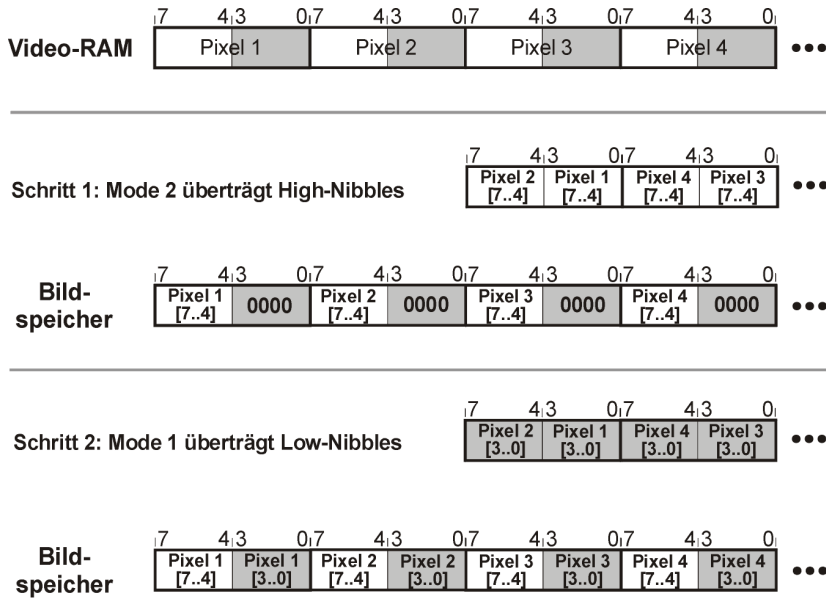 7 4 3 0 7 4 3 0 7 4 3 0 7 4 3 0
Video-RAM Pixel 1 Pixel 2 Pixel 3 Pixel 4 •••
7 4 3 0 7 4 3 0
Schritt 1: Mode 2 überträgt High-Nibbles Pixel 2 Pixel 1 Pixel 4 Pixel 3 •••
[7..4] [7..4] [7..4] [7..4]
7 4 3 0 7 4 3 0 7 4 3 0 7 4 3 0
Bild-
speicher
Pixel 1 0000 Pixel 2 0000 Pixel 3 0000 Pixel 4 0000 •••
[7..4] [7..4] [7..4] [7..4]
7 4 3 0 7 4 3 0
Schritt 2: Mode 1 überträgt Low-Nibbles Pixel 2 Pixel 1 Pixel 4 Pixel 3 •••
[3..0] [3..0] [3..0] [3..0]
7 4 3 0 7 4 3 0 7 4 3 0 7 4 3 0
Bild-
speicher
Pixel 1 Pixel 1 Pixel 2 Pixel 2 Pixel 3 Pixel 3 Pixel 4 Pixel 4 •••
[7..4] [3..0] [7..4] [3..0] [7..4] [3..0] [7..4] [3..0]